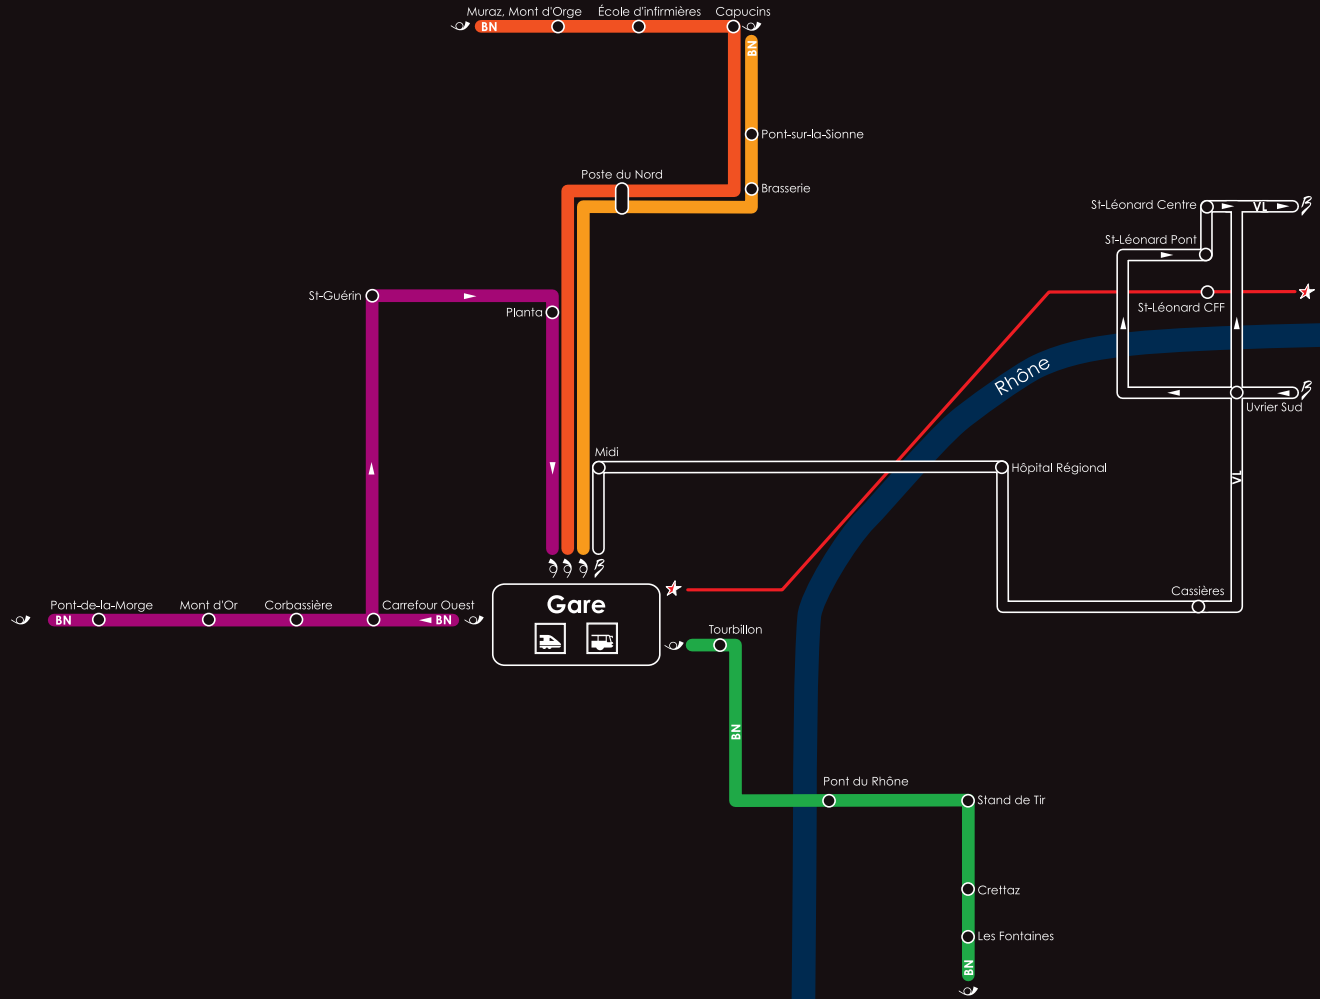 Muraz, Mont d'Orge
École d'infirmières
Capucins
BN
BN
Pont-sur-la-Sionne
Poste du Nord
Brasserie
St-Léonard Centre
VL
St-Léonard Pont
St-Guérin
Planta
St-Léonard CFF
Rhône
Uvrier Sud
Midi
Hôpital Régional
VL
Cassières
Gare
Pont-de-la-Morge
Mont d'Or
Corbassière
Carrefour Ouest
BN
BN
Tourbillon
BN
Pont du Rhône
Stand de Tir
Crettaz
Les Fontaines
BN